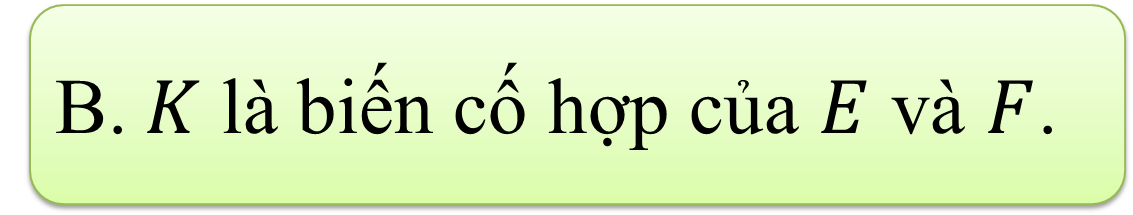 B. K là biến cố hợp của E và F.